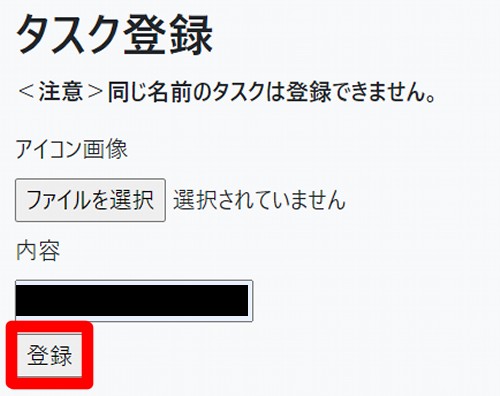 タスク登録
＜注意＞同じ名前のタスクは登録できません。
アイコン画像
ファイルを選択 選択されていません
内容
登録